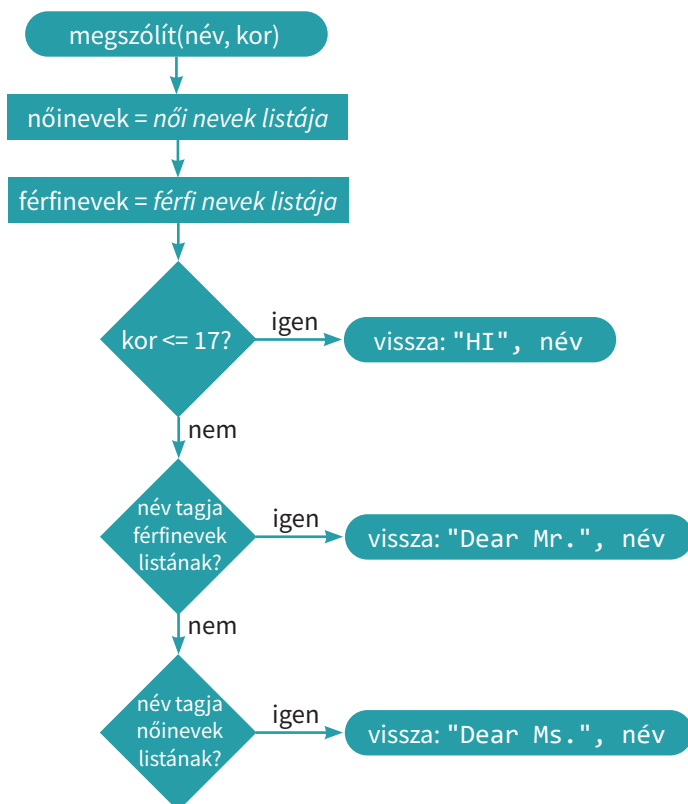 megszólít(név, kor)
nőinevek = női nevek listája
férfinevek = férfi nevek listája
kor <= 17?
igen
vissza: "HI", név
nem
név tagja
férfinevek
listának?
igen
vissza: "Dear Mr.", név
nem
név tagja
nőinevek
listának?
igen
vissza: "Dear Ms.", név